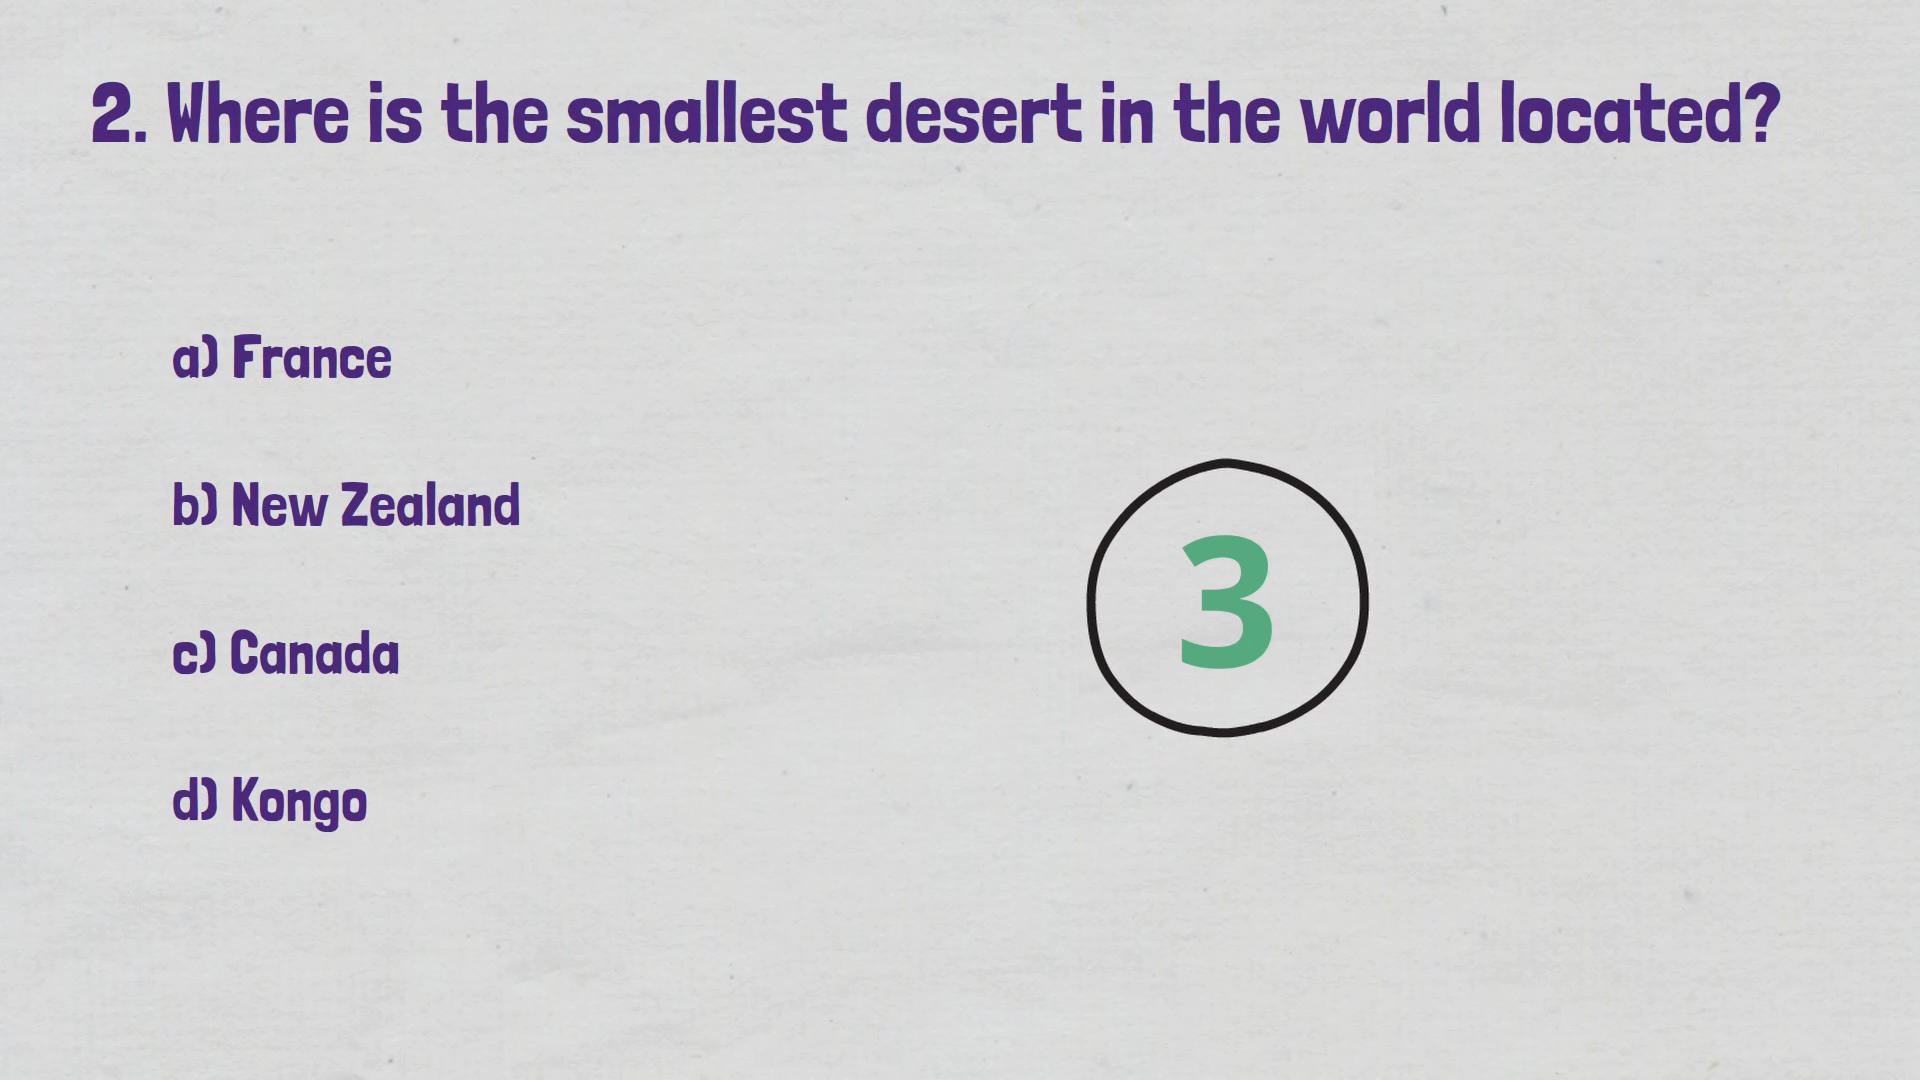 2. Where is the smallest desert in the world located?
a) France
b) New Zealand
3
c) Canada
d) Kongo